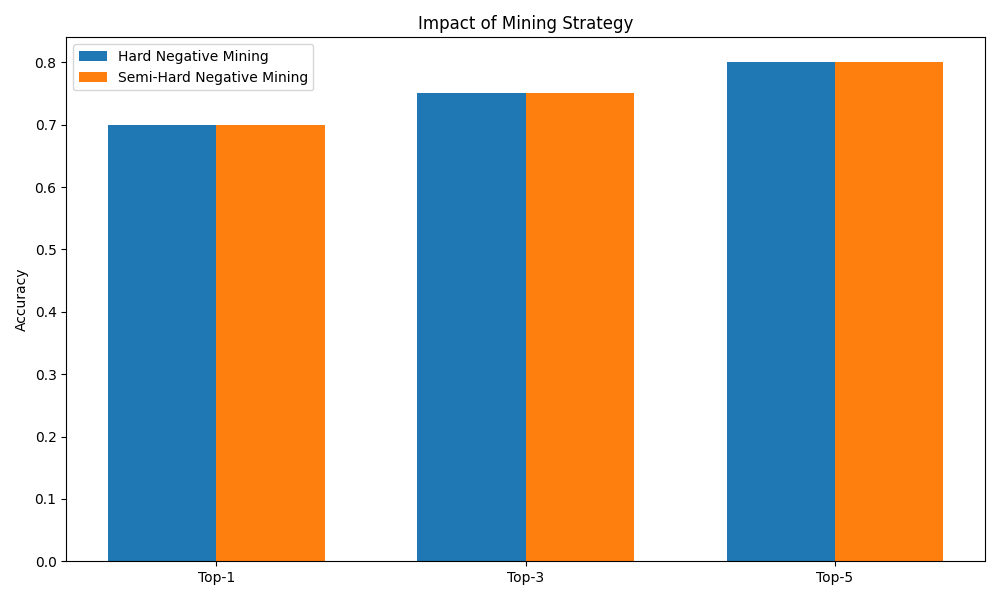 Impact of Mining Strategy
Hard Negative Mining
Semi-Hard Negative Mining
Accuracy
0.8
0.7
0.6
0.5
0.4
0.3
0.2
0.1
0.0
Top-1
Top-3
Top-5